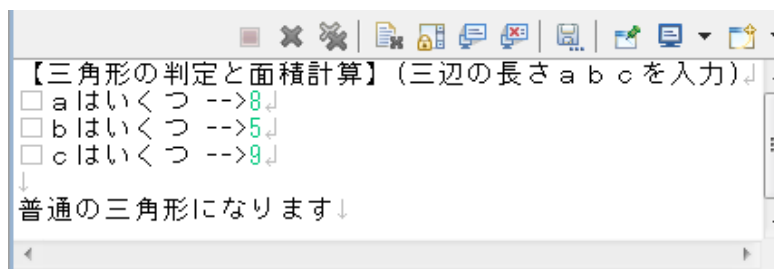 【三角形の判定と面積計算】(三辺の長さａｂｃを入力)↲
□ａはいくつ -->8↲
□ｂはいくつ -->5↲
□ｃはいくつ -->9↲
↓
普通の三角形になります↓